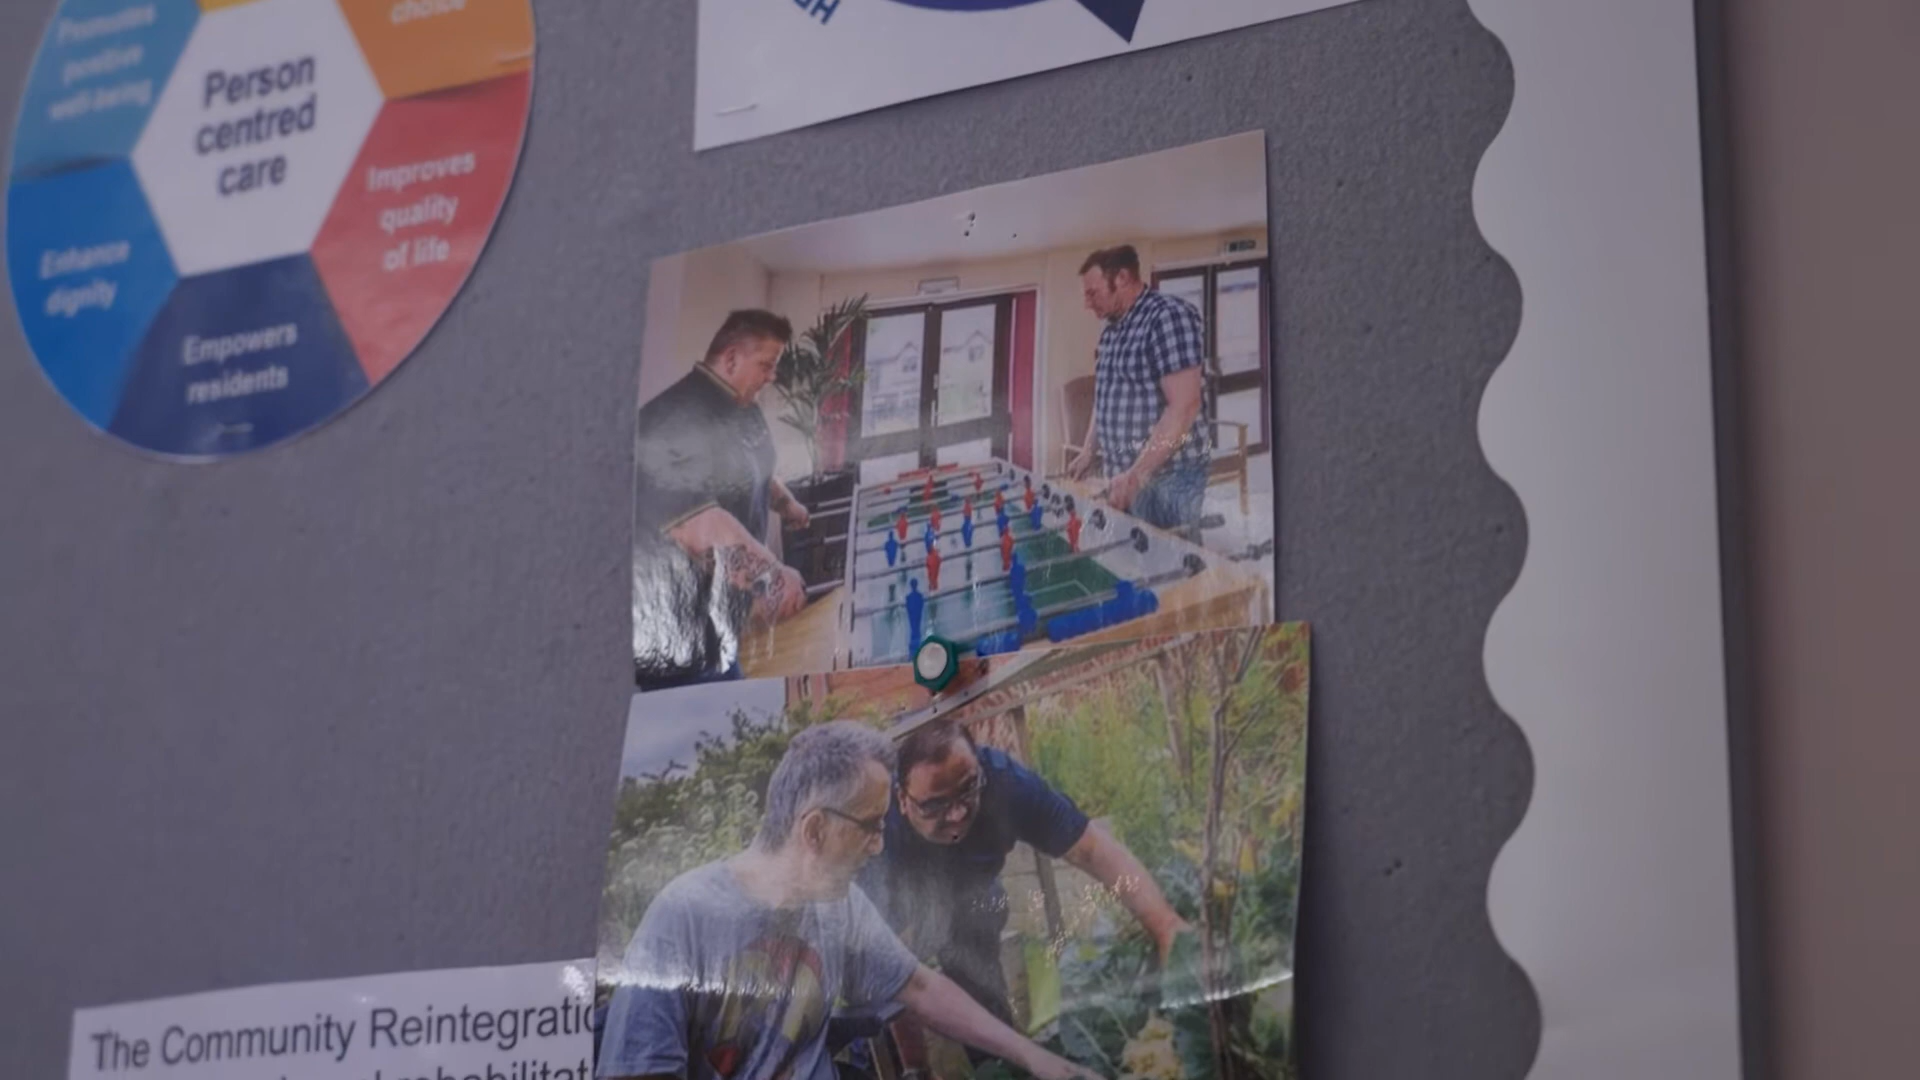 Promotes
positive
well-being
choice
Person
centred
care
Improves
quality
of life
Enhance
dignity
Empowers
residents
The Community Reintegratio
rehabilitat